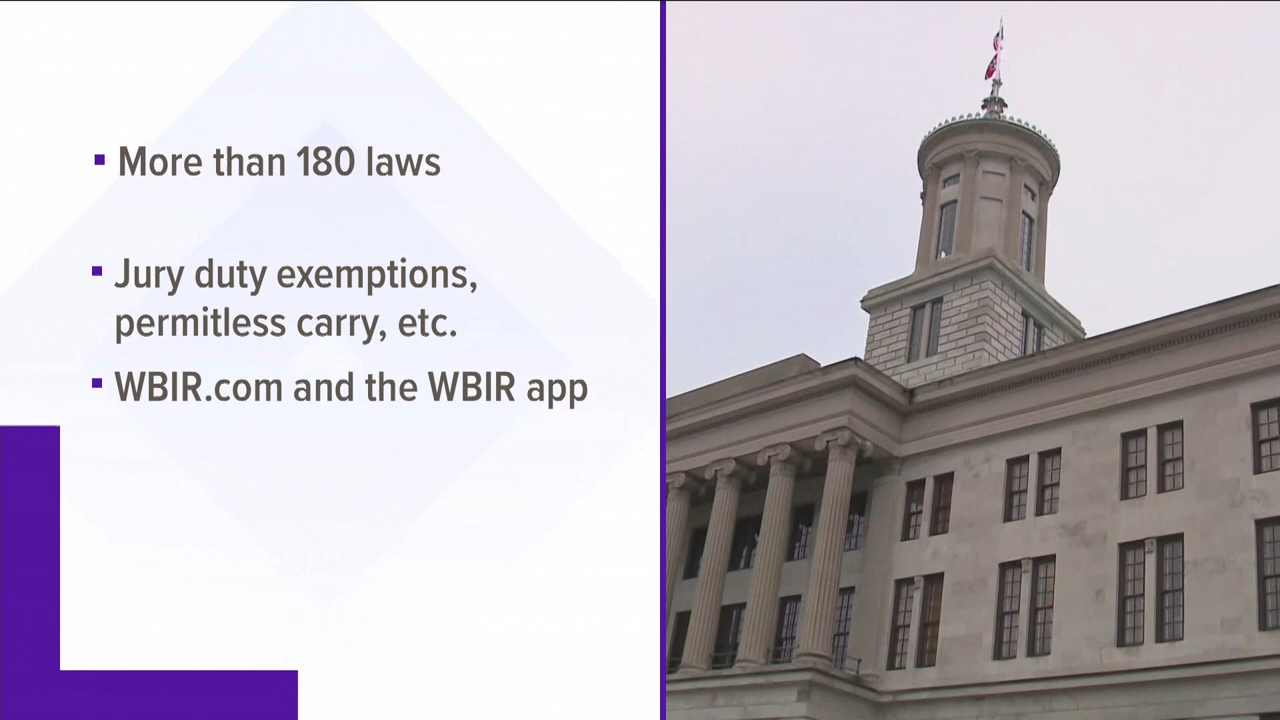 More than 180 laws
Jury duty exemptions,
permitless carry, etc.
WBIR.com and the WBIR app